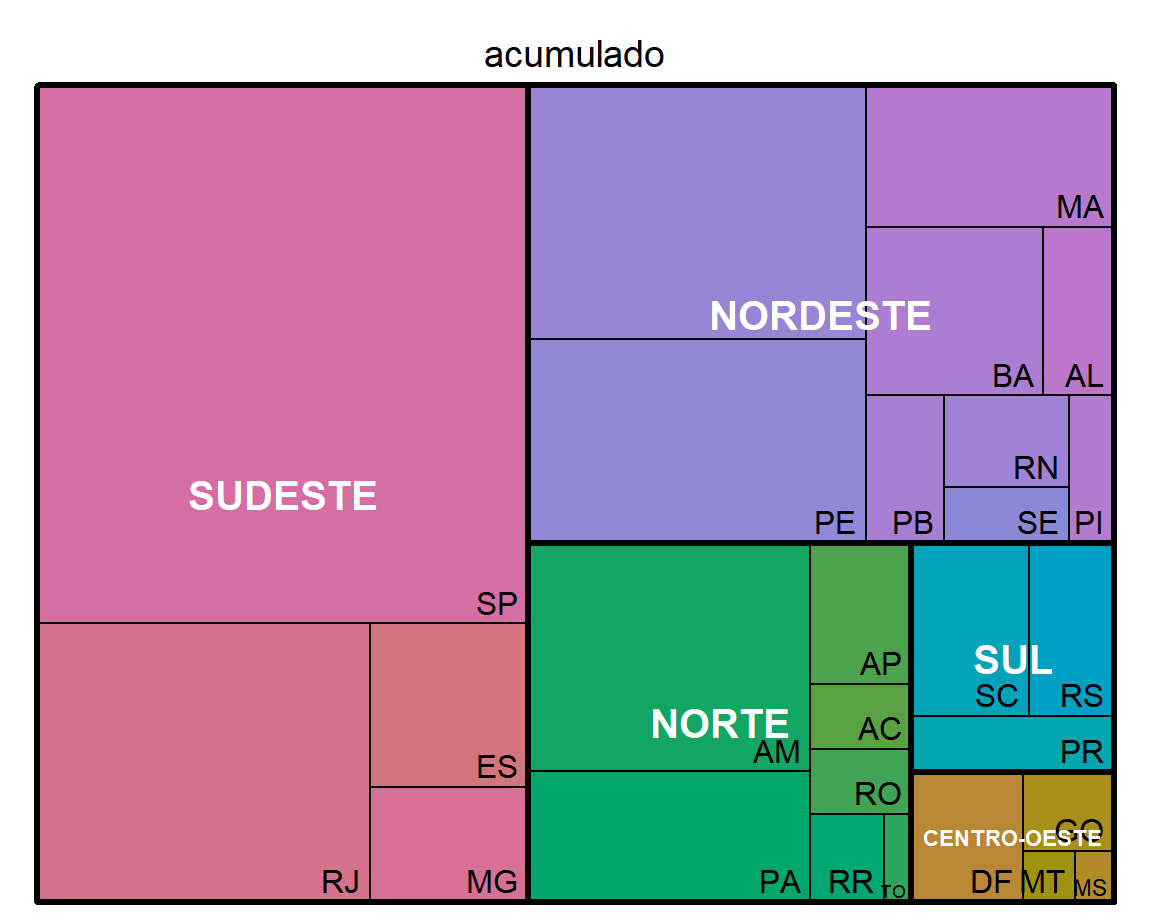 acumulado
MA
NORDESTE
BA
AL
RN
SUDESTE
PE
PB
SE
PI
SP
AP
SUL
SC
RS
NORTE
AC
AM
PR
ES
RO
GO
CENTRO-OESTE
RJ
MG
PA
RR
TO
DF
MT
MS